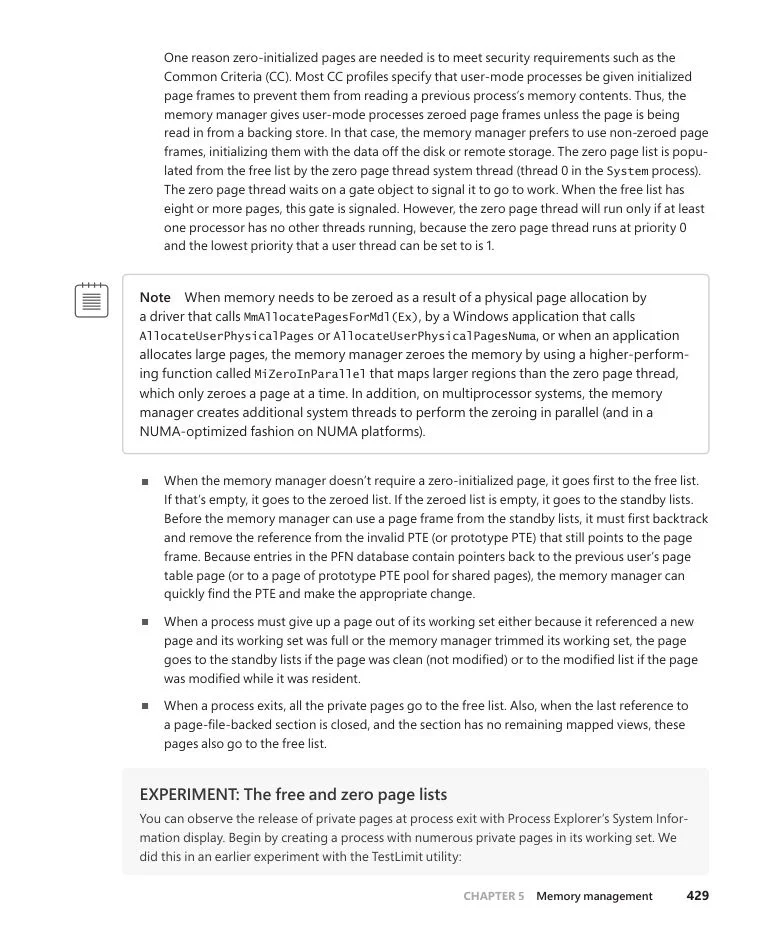 One reason zero-initialized pages are needed is to meet security requirements such as the
Common Criteria (CC). Most CC profiles specify that user-mode processes be given initialized
page frames to prevent them from reading a previous process’s memory contents. Thus, the
memory manager gives user-mode processes zeroed page frames unless the page is being
read in from a backing store. In that case, the memory manager prefers to use non-zeroed page
frames, initializing them with the data off the disk or remote storage. The zero page list is popu-
lated from the free list by the zero page thread system thread (thread 0 in the System process).
The zero page thread waits on a gate object to signal it to go to work. When the free list has
eight or more pages, this gate is signaled. However, the zero page thread will run only if at least
one processor has no other threads running, because the zero page thread runs at priority 0
and the lowest priority that a user thread can be set to is 1.
Note When memory needs to be zeroed as a result of a physical page allocation by
a driver that calls MmAllocatePagesForMdl(Ex), by a Windows application that calls
AllocateUserPhysicalPages or AllocateUserPhysicalPagesNuma, or when an application
allocates large pages, the memory manager zeroes the memory by using a higher-perform-
ing function called MiZeroInParallel that maps larger regions than the zero page thread,
which only zeroes a page at a time. In addition, on multiprocessor systems, the memory
manager creates additional system threads to perform the zeroing in parallel (and in a
NUMA-optimized fashion on NUMA platforms).
■ When the memory manager doesn’t require a zero-initialized page, it goes first to the free list.
If that’s empty, it goes to the zeroed list. If the zeroed list is empty, it goes to the standby lists.
Before the memory manager can use a page frame from the standby lists, it must first backtrack
and remove the reference from the invalid PTE (or prototype PTE) that still points to the page
frame. Because entries in the PFN database contain pointers back to the previous user’s page
table page (or to a page of prototype PTE pool for shared pages), the memory manager can
quickly find the PTE and make the appropriate change.
■ When a process must give up a page out of its working set either because it referenced a new
page and its working set was full or the memory manager trimmed its working set, the page
goes to the standby lists if the page was clean (not modified) or to the modified list if the page
was modified while it was resident.
■ When a process exits, all the private pages go to the free list. Also, when the last reference to
a page-file-backed section is closed, and the section has no remaining mapped views, these
pages also go to the free list.
EXPERIMENT: The free and zero page lists
You can observe the release of private pages at process exit with Process Explorer’s System Infor-
mation display. Begin by creating a process with numerous private pages in its working set. We
did this in an earlier experiment with the TestLimit utility:
CHAPTER 5 Memory management 429